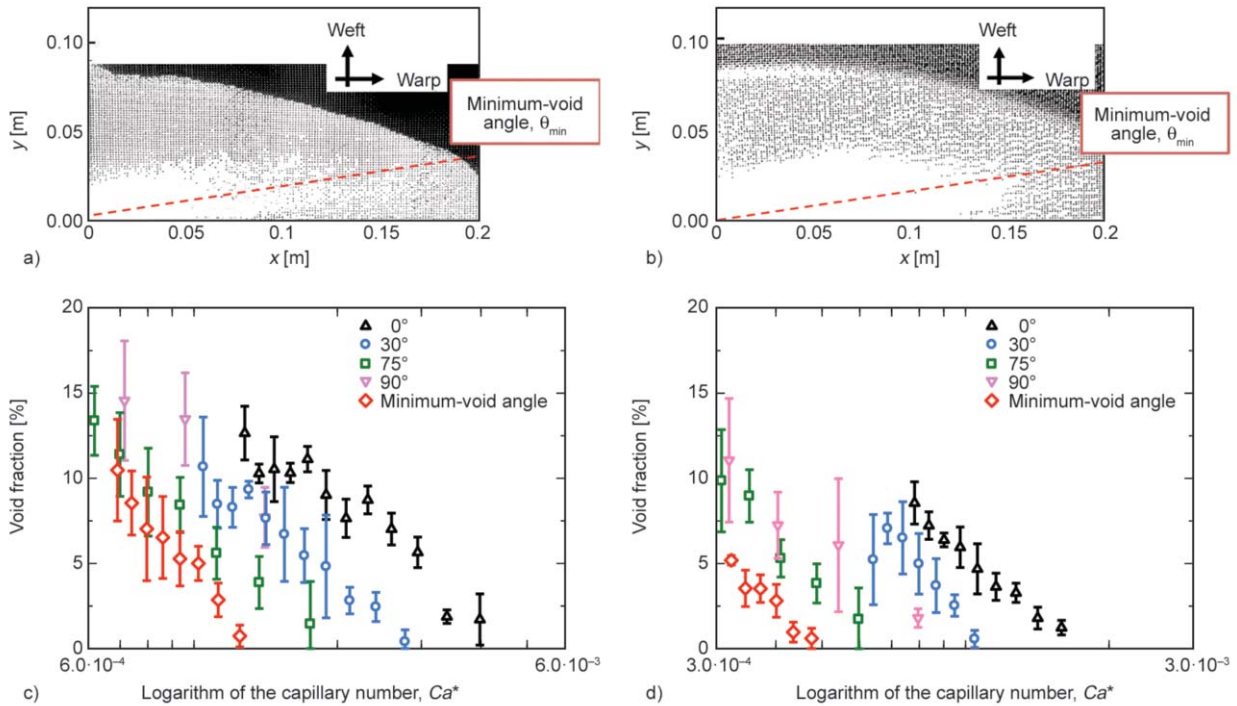 Weft
0.10
Warp
Minimum-void
angle, θmin
y [m]
0.05
0.00
0
0.05
0.1
0.15
0.2
x [m]
a)
Weft
0.10
Warp
Minimum-void
angle, θmin
y [m]
0.05
0.00
0
0.05
0.10
0.15
0.2
x [m]
b)
20
0°
30°
75°
90°
Minimum-void angle
15
Void fraction [%]
10
5
0
6.0·10⁻⁴
6.0·10⁻³
Logarithm of the capillary number, Ca*
c)
20
0°
30°
75°
90°
Minimum-void angle
15
Void fraction [%]
10
5
0
3.0·10⁻⁴
3.0·10⁻³
Logarithm of the capillary number, Ca*
d)